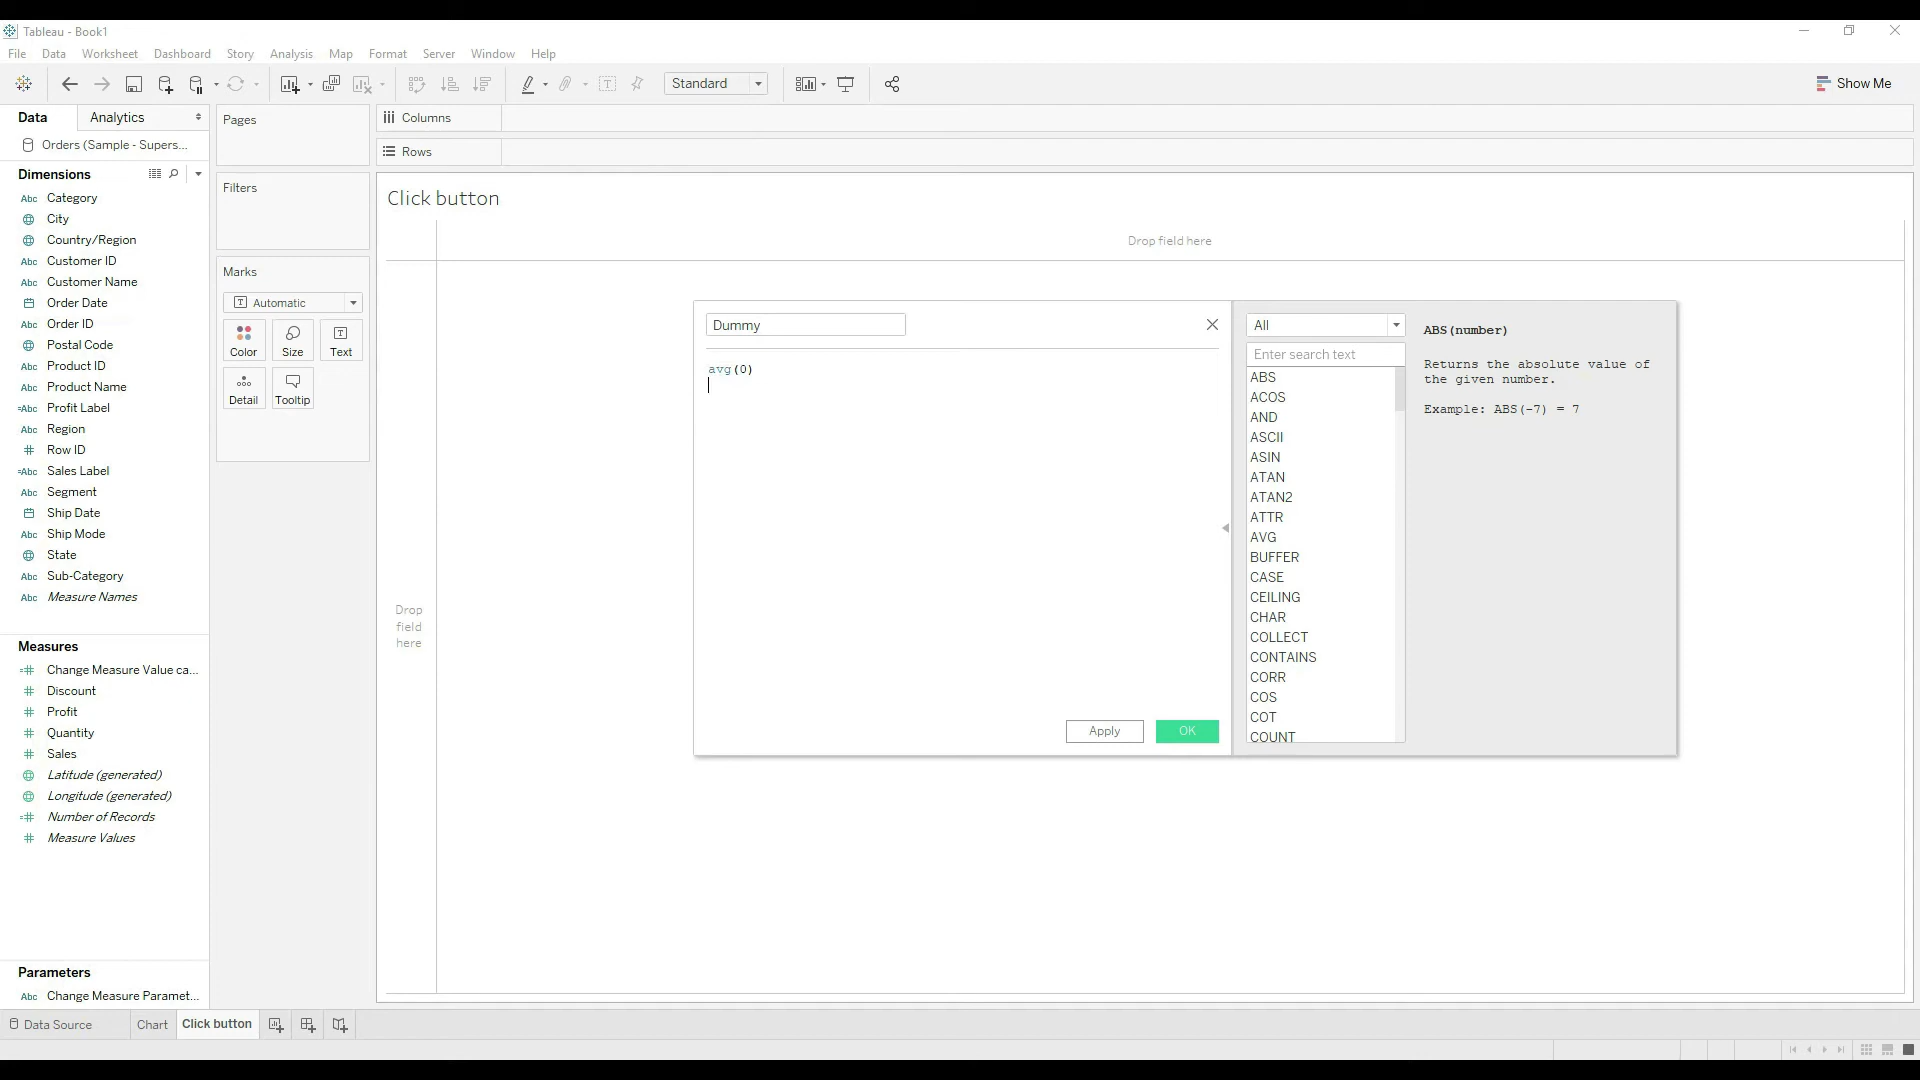 Tableau - Book1
File Data Worksheet Dashboard Story Analysis Map Format Server Window Help
Standard
Show Me
Data Analytics
Orders (Sample - Supers...
Dimensions
Category
City
Country/Region
Customer ID
Customer Name
Order Date
Order ID
Postal Code
Product ID
Product Name
Profit Label
Region
Row ID
Sales Label
Segment
Ship Date
Ship Mode
State
Sub-Category
Measure Names
Measures
Change Measure Value ca...
Discount
Profit
Quantity
Sales
Latitude (generated)
Longitude (generated)
Number of Records
Measure Values
Parameters
Change Measure Paramet...
Pages
Filters
Marks
Automatic
Color Size Text
Detail Tooltip
Columns
Rows
Click button
Drop field here
Drop
field
here
Dummy
avg(0)
Apply OK
All
Enter search text
ABS
ACOS
AND
ASCII
ASIN
ATAN
ATAN2
ATTR
AVG
BUFFER
CASE
CEILING
CHAR
COLLECT
CONTAINS
CORR
COS
COT
COUNT
ABS(number)
Returns the absolute value of
the given number.
Example: ABS(-7) = 7
Data Source Chart Click button